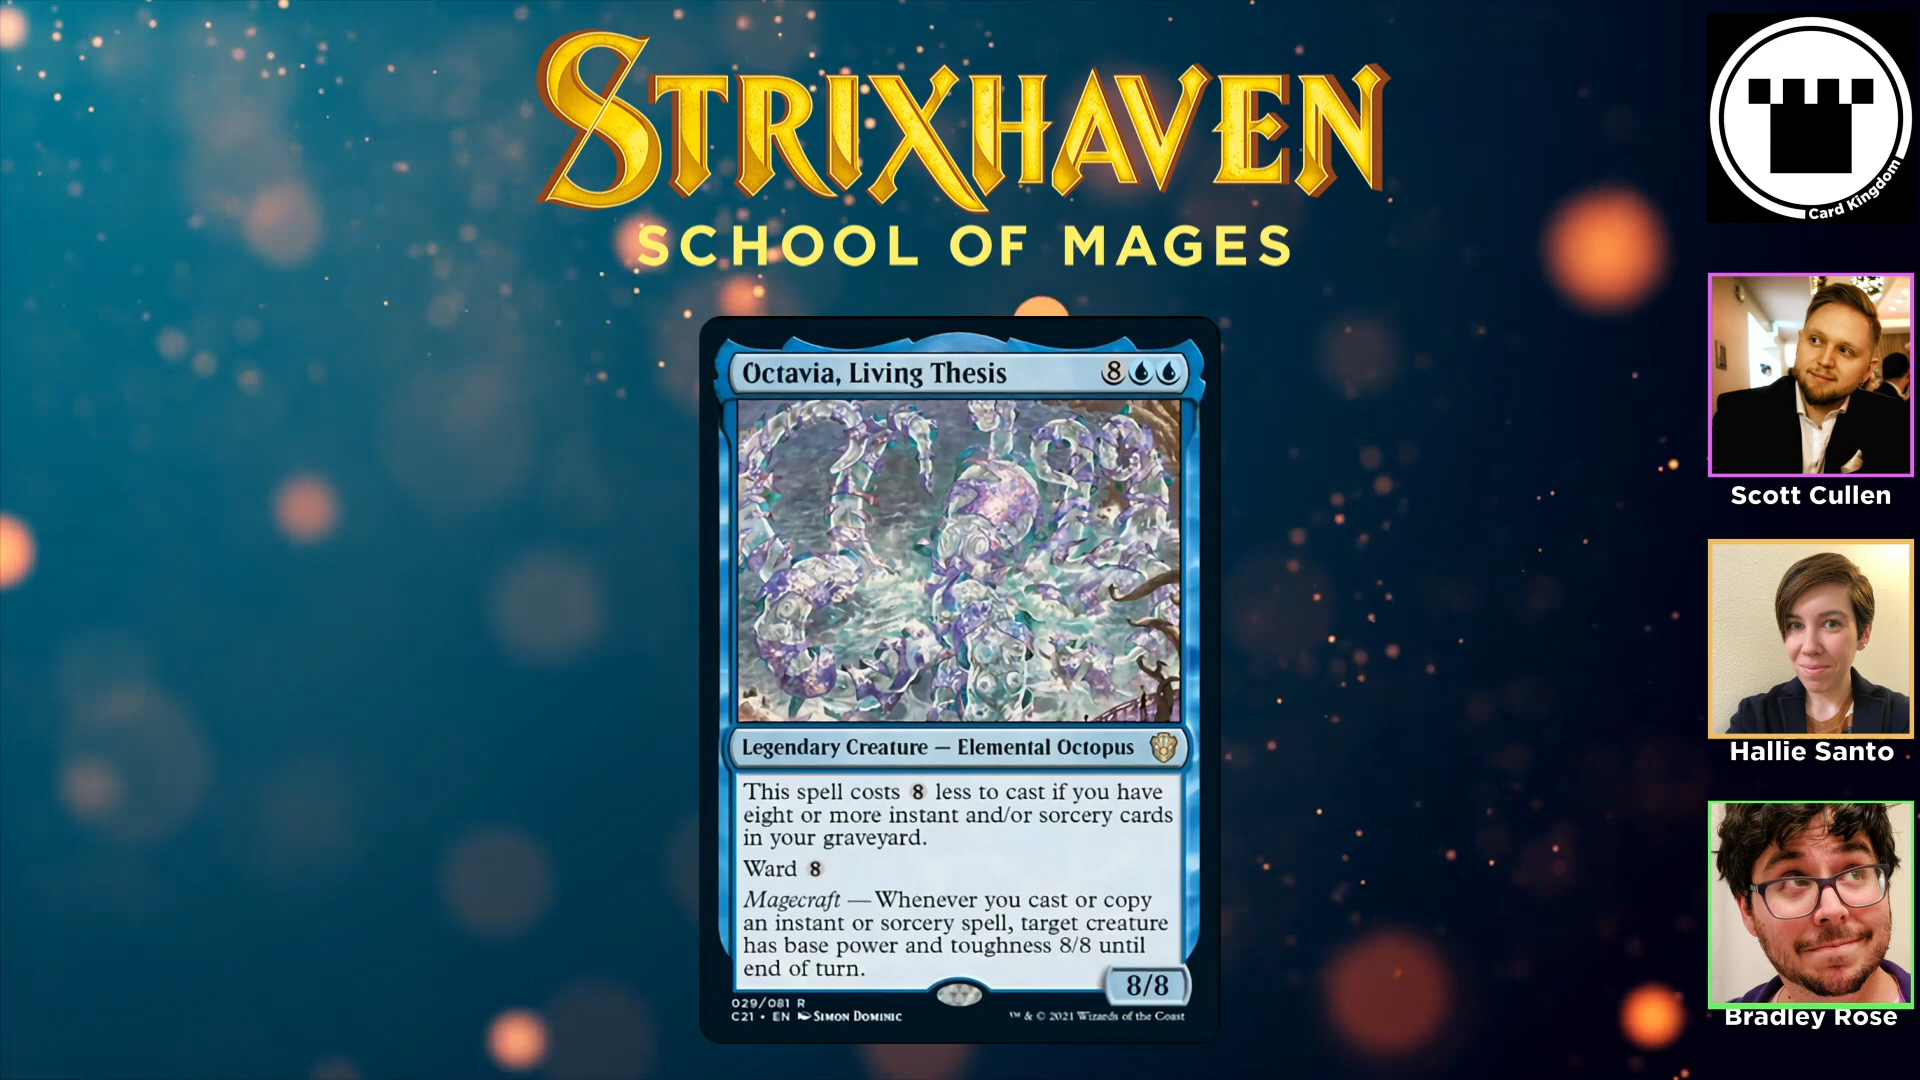 STRIXHAVEN
SCHOOL OF MAGES
Card Kingdom
Octavia, Living Thesis 8
Legendary Creature — Elemental Octopus
This spell costs 8 less to cast if you have
eight or more instant and/or sorcery cards
in your graveyard.
Ward 8
Magecraft — Whenever you cast or copy
an instant or sorcery spell, target creature
has base power and toughness 8/8 until
end of turn.
8/8
029/081 R
C21 • EN Simon Dominic
™ & © 2021 Wizards of the Coast
Scott Cullen
Hallie Santo
Bradley Rose